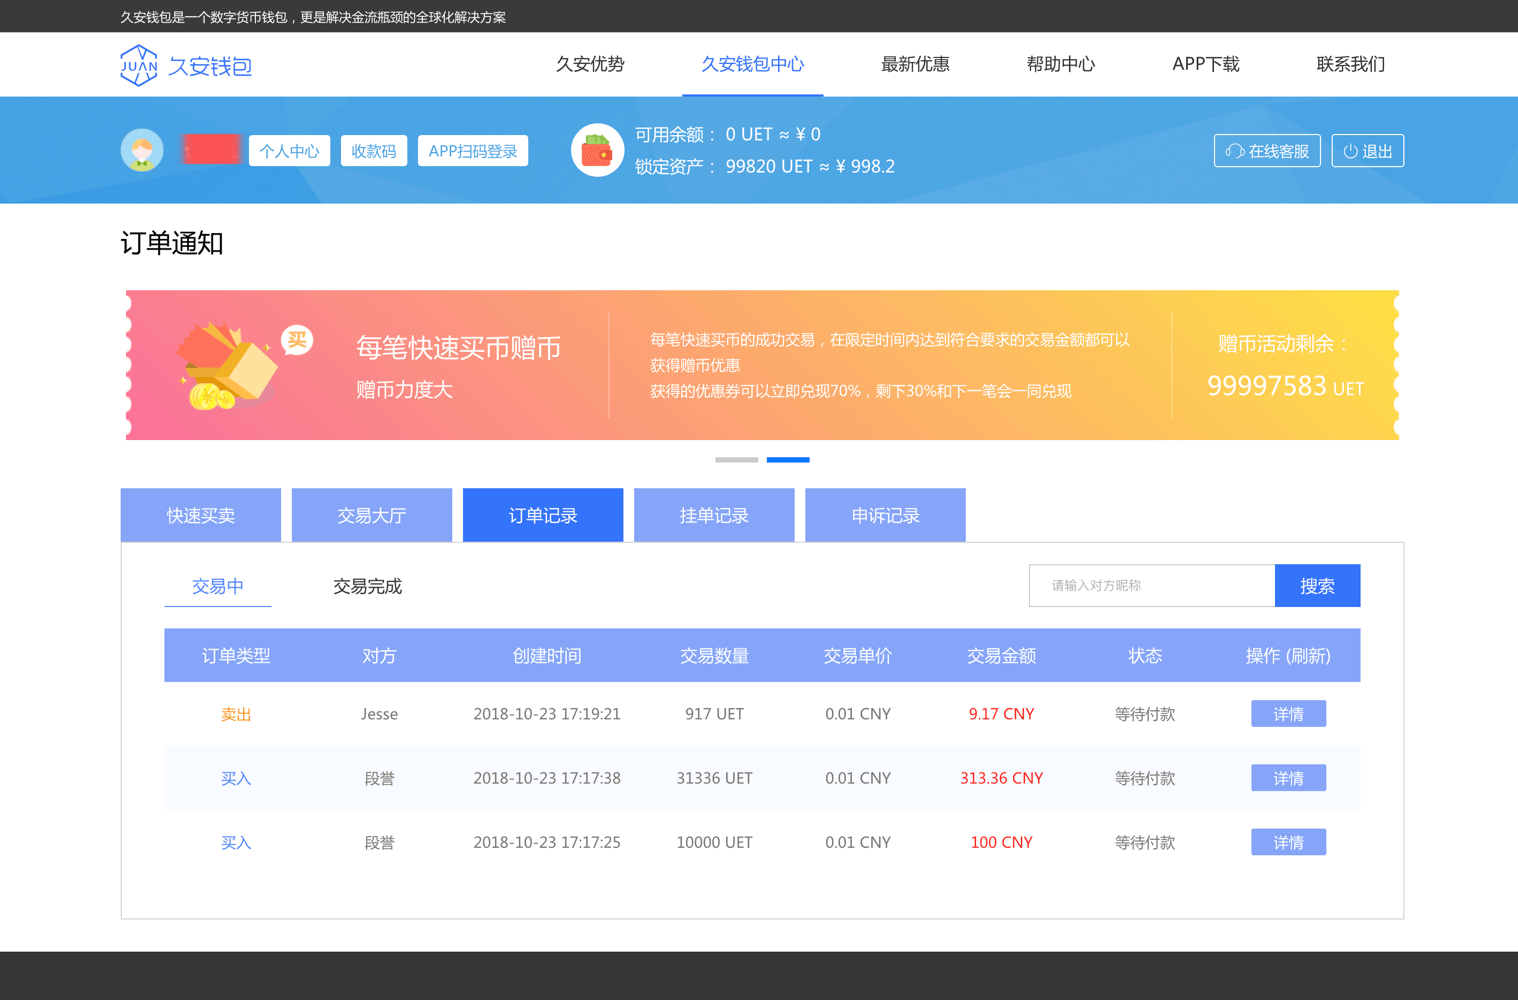 久安钱包是一个数字货币钱包，更是解决金流瓶颈的全球化解决方案
JUAN 久安钱包
久安优势 久安钱包中心 最新优惠 帮助中心 APP下载 联系我们
个人中心 收款码 APP扫码登录
可用余额： 0 UET ≈ ¥ 0
锁定资产： 99820 UET ≈ ¥ 998.2
在线客服 退出
订单通知
买
每笔快速买币赠币
赠币力度大
每笔快速买币的成功交易，在限定时间内达到符合要求的交易金额都可以
获得赠币优惠
获得的优惠券可以立即兑现70%，剩下30%和下一笔会一同兑现
赠币活动剩余：
99997583 UET
快速买卖 交易大厅 订单记录 挂单记录 申诉记录
交易中 交易完成 请输入对方昵称 搜索
订单类型 对方 创建时间 交易数量 交易单价 交易金额 状态 操作 (刷新)
卖出 Jesse 2018-10-23 17:19:21 917 UET 0.01 CNY 9.17 CNY 等待付款 详情
买入 段誉 2018-10-23 17:17:38 31336 UET 0.01 CNY 313.36 CNY 等待付款 详情
买入 段誉 2018-10-23 17:17:25 10000 UET 0.01 CNY 100 CNY 等待付款 详情